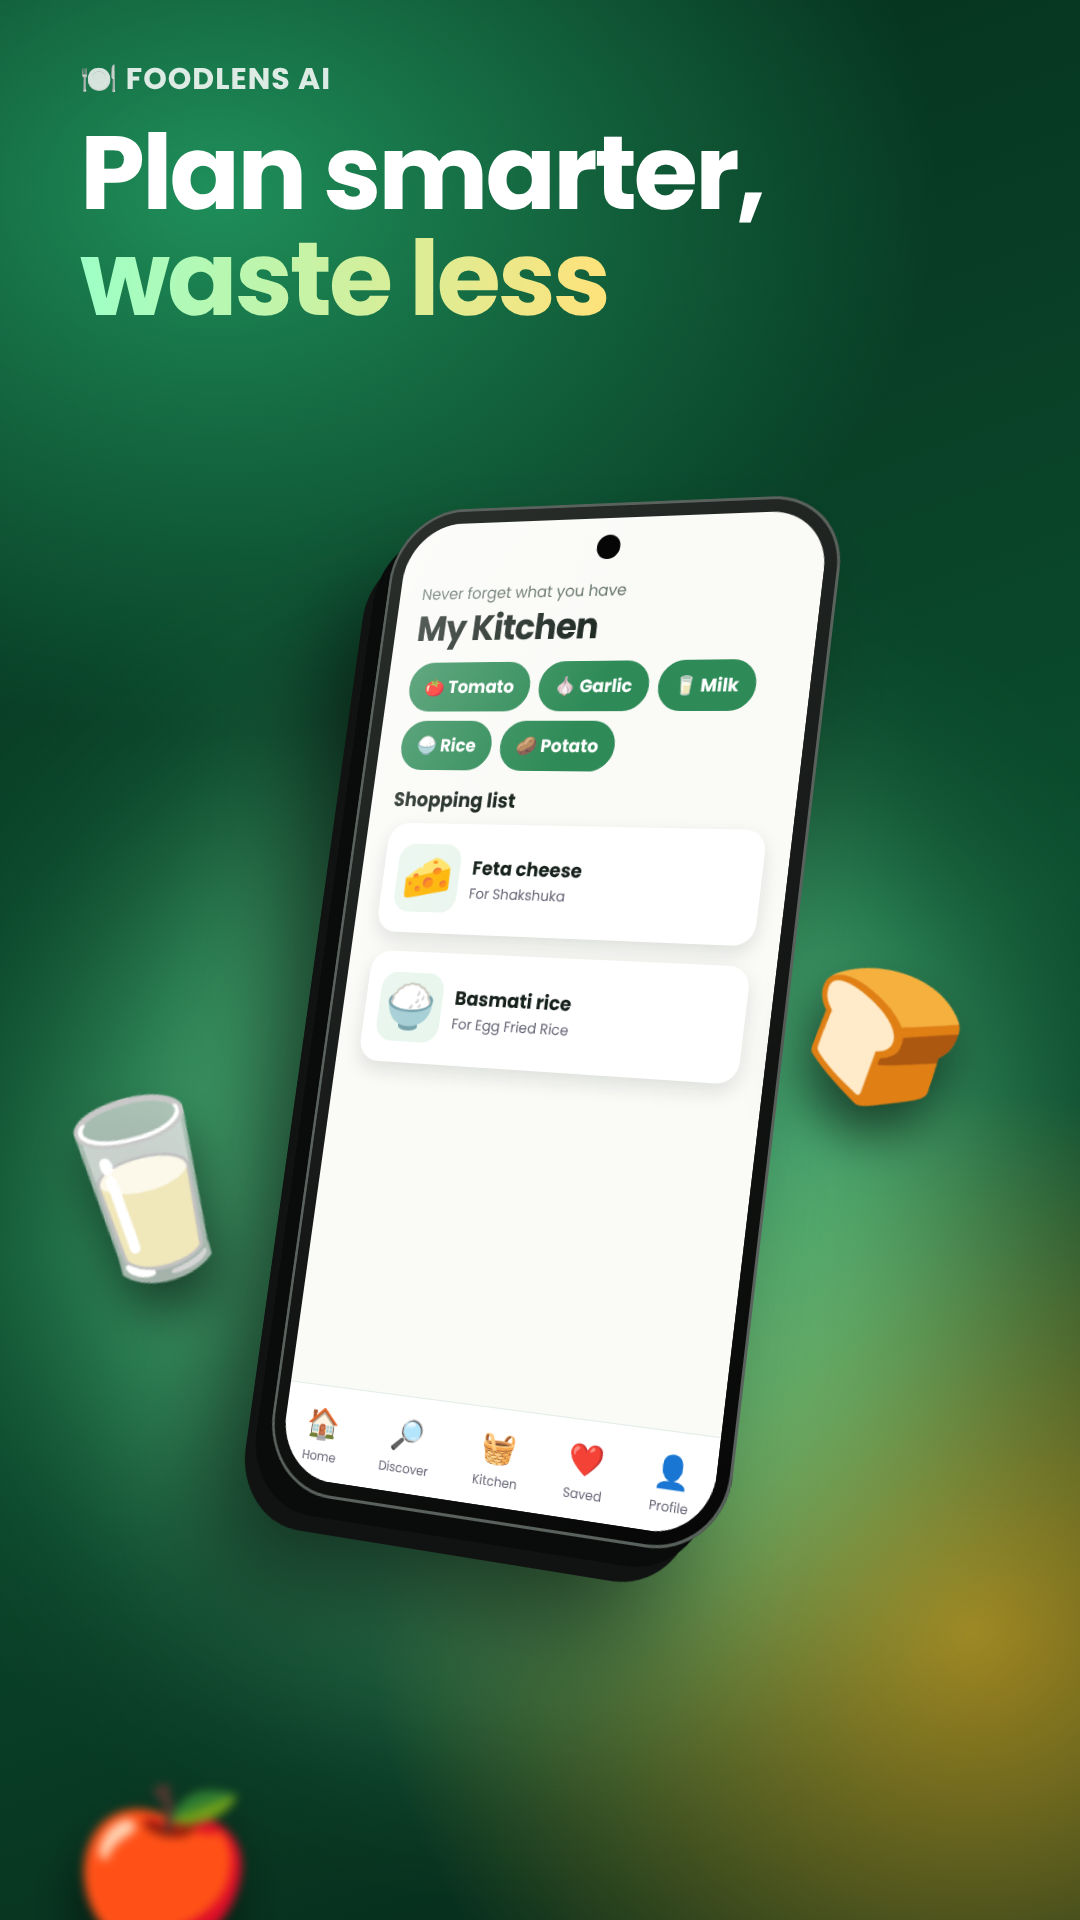 FOODLENS AI
Plan smarter,
waste less
Never forget what you have
My Kitchen
Tomato Garlic Milk
Rice Potato
Shopping list
Feta cheese
For Shakshuka
Basmati rice
For Egg Fried Rice
Home Discover Kitchen Saved Profile